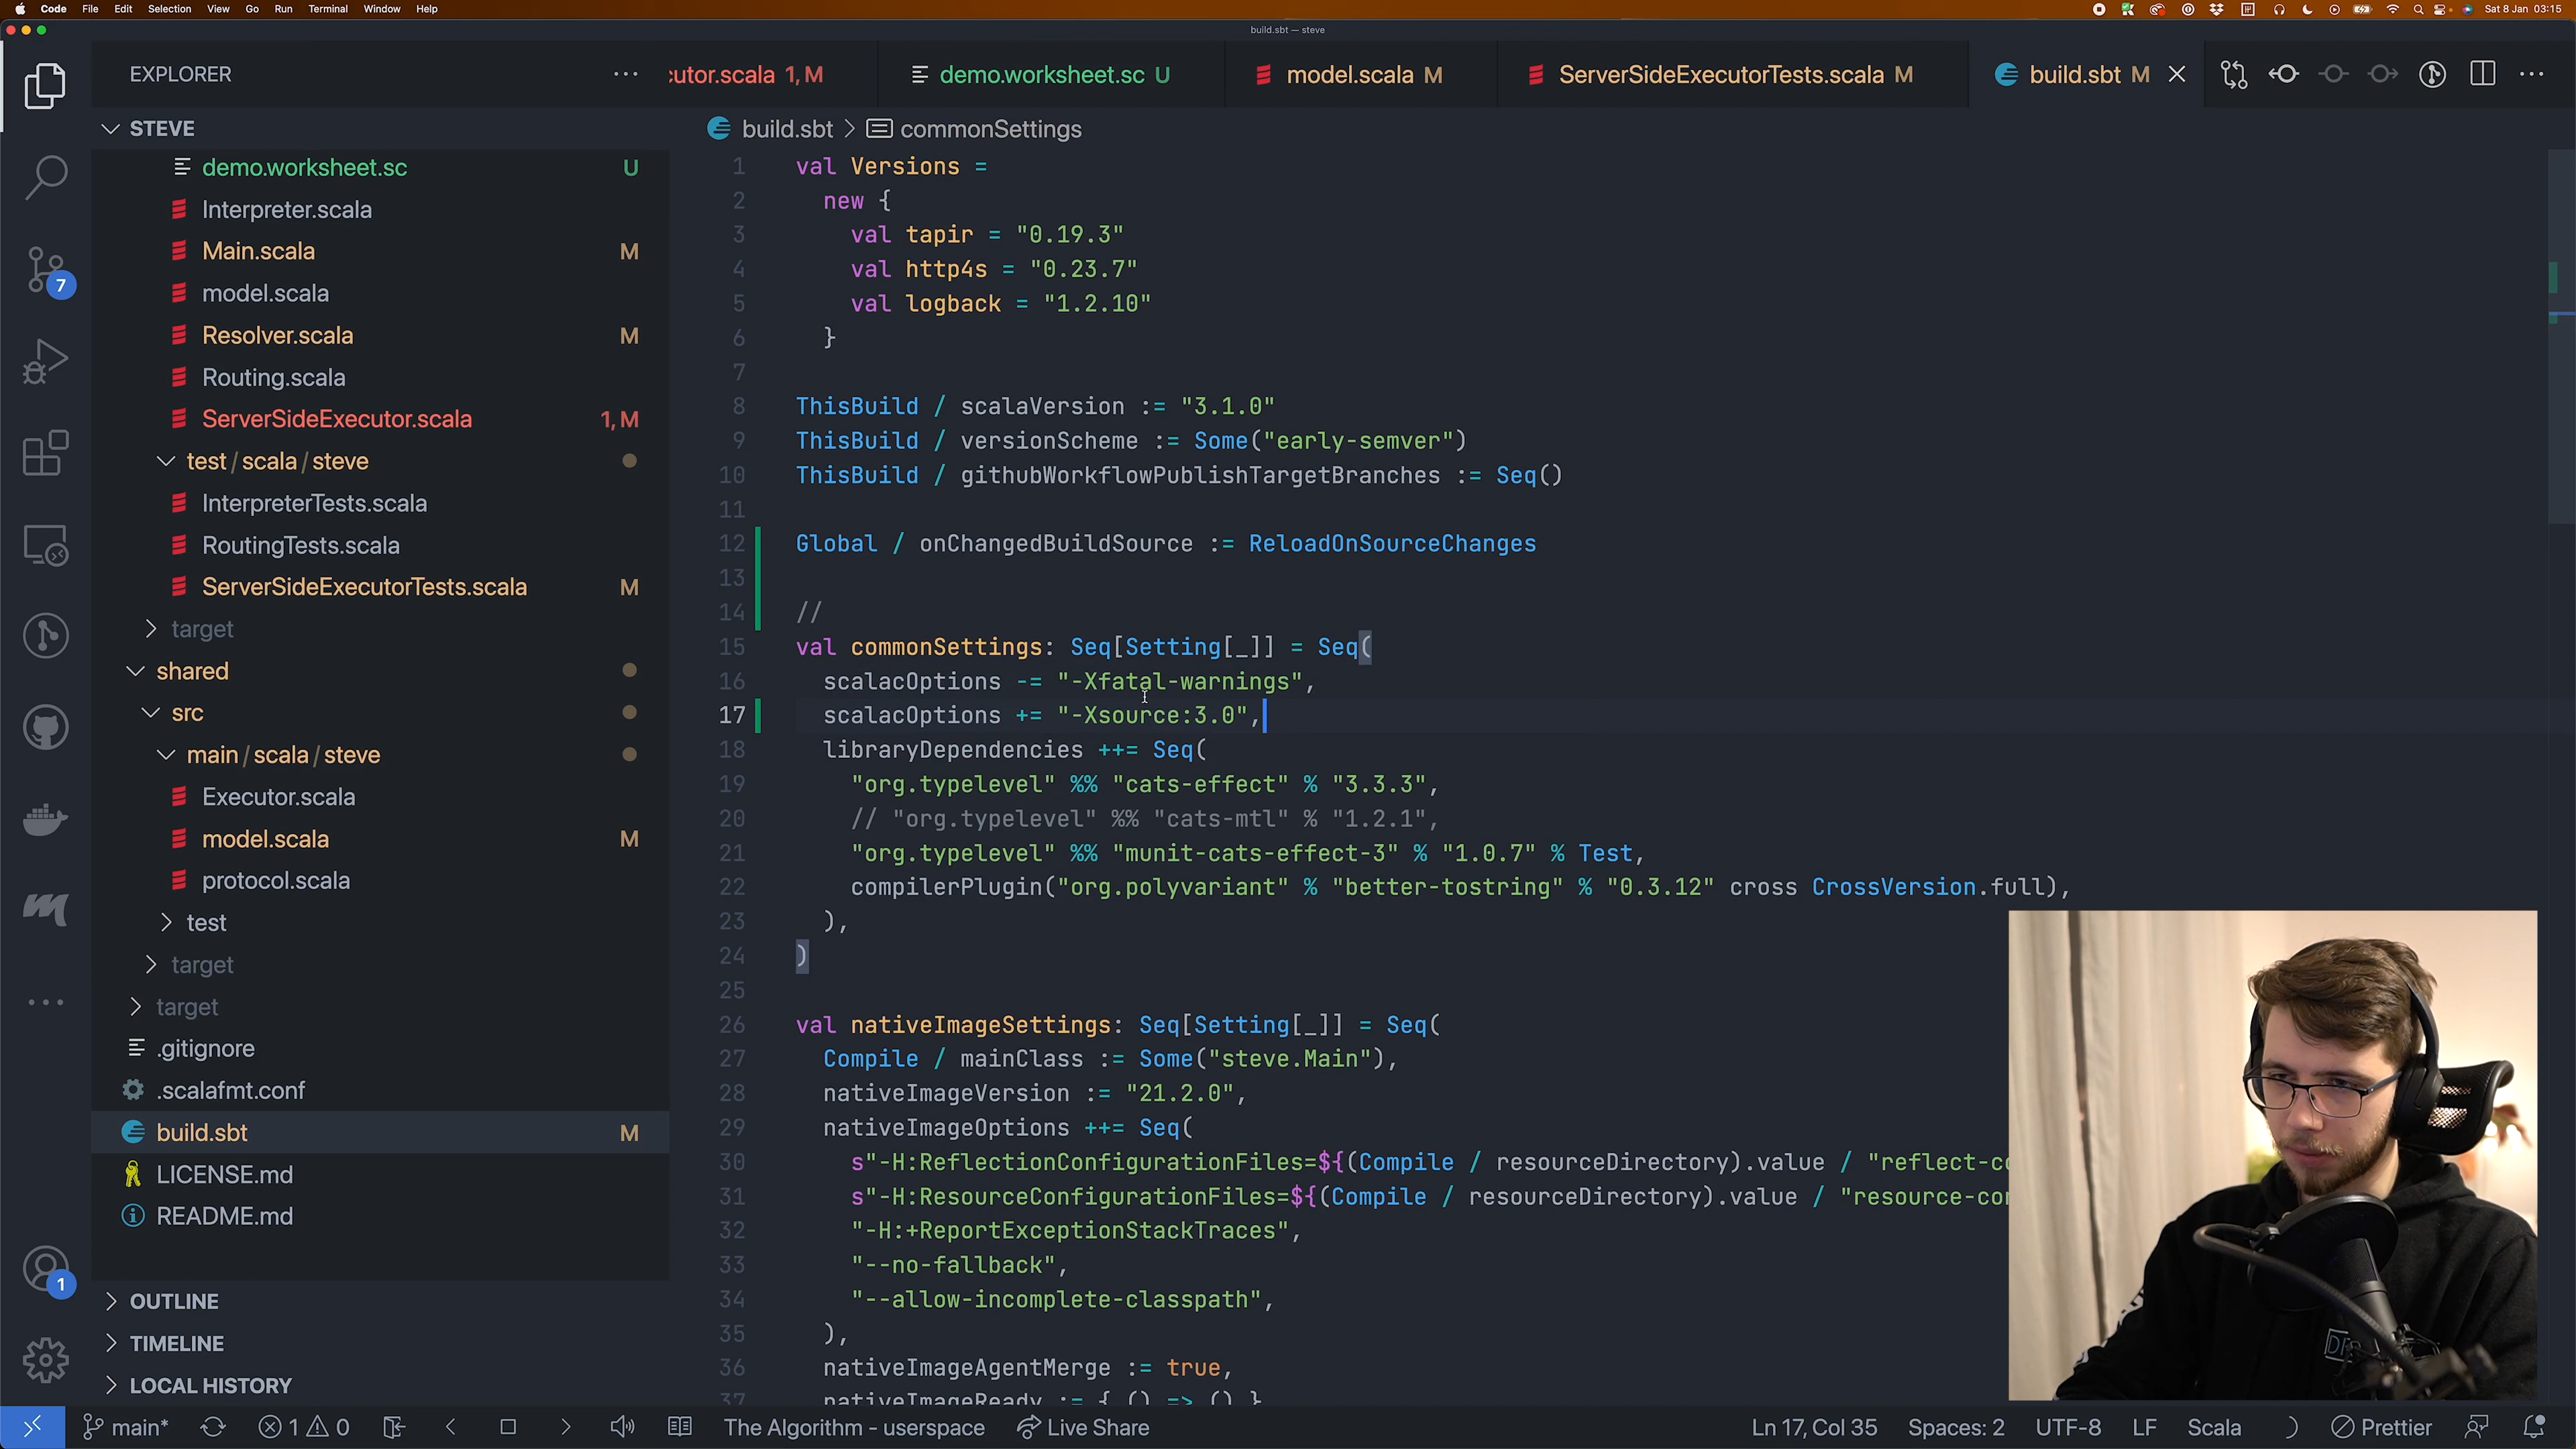 Code File Edit Selection View Go Run Terminal Window Help
Sat 8 Jan 03:15
build.sbt — steve
EXPLORER
STEVE
demo.worksheet.sc U
Interpreter.scala
Main.scala M
model.scala
Resolver.scala M
Routing.scala
ServerSideExecutor.scala 1, M
test / scala / steve
InterpreterTests.scala
RoutingTests.scala
ServerSideExecutorTests.scala M
target
shared
src
main / scala / steve
Executor.scala
model.scala M
protocol.scala
test
target
target
.gitignore
.scalafmt.conf
build.sbt M
LICENSE.md
README.md
OUTLINE
TIMELINE
LOCAL HISTORY
7
1
utor.scala 1, M demo.worksheet.sc U model.scala M ServerSideExecutorTests.scala M build.sbt M
build.sbt > commonSettings
1 val Versions =
2 new {
3 val tapir = "0.19.3"
4 val http4s = "0.23.7"
5 val logback = "1.2.10"
6 }
7
8 ThisBuild / scalaVersion := "3.1.0"
9 ThisBuild / versionScheme := Some("early-semver")
10 ThisBuild / githubWorkflowPublishTargetBranches := Seq()
11
12 Global / onChangedBuildSource := ReloadOnSourceChanges
13
14 //
15 val commonSettings: Seq[Setting[_]] = Seq(
16 scalacOptions -= "-Xfatal-warnings",
17 scalacOptions += "-Xsource:3.0",
18 libraryDependencies ++= Seq(
19 "org.typelevel" %% "cats-effect" % "3.3.3",
20 // "org.typelevel" %% "cats-mtl" % "1.2.1",
21 "org.typelevel" %% "munit-cats-effect-3" % "1.0.7" % Test,
22 compilerPlugin("org.polyvariant" % "better-tostring" % "0.3.12" cross CrossVersion.full),
23 ),
24 )
25
26 val nativeImageSettings: Seq[Setting[_]] = Seq(
27 Compile / mainClass := Some("steve.Main"),
28 nativeImageVersion := "21.2.0",
29 nativeImageOptions ++= Seq(
30 s"-H:ReflectionConfigurationFiles=${(Compile / resourceDirectory).value / "reflect-co
31 s"-H:ResourceConfigurationFiles=${(Compile / resourceDirectory).value / "resource-con
32 "-H:+ReportExceptionStackTraces",
33 "--no-fallback",
34 "--allow-incomplete-classpath",
35 ),
36 nativeImageAgentMerge := true,
37 nativeImageReady := { () => () }
main* 1 0 The Algorithm - userspace Live Share Ln 17, Col 35 Spaces: 2 UTF-8 LF Scala Prettier